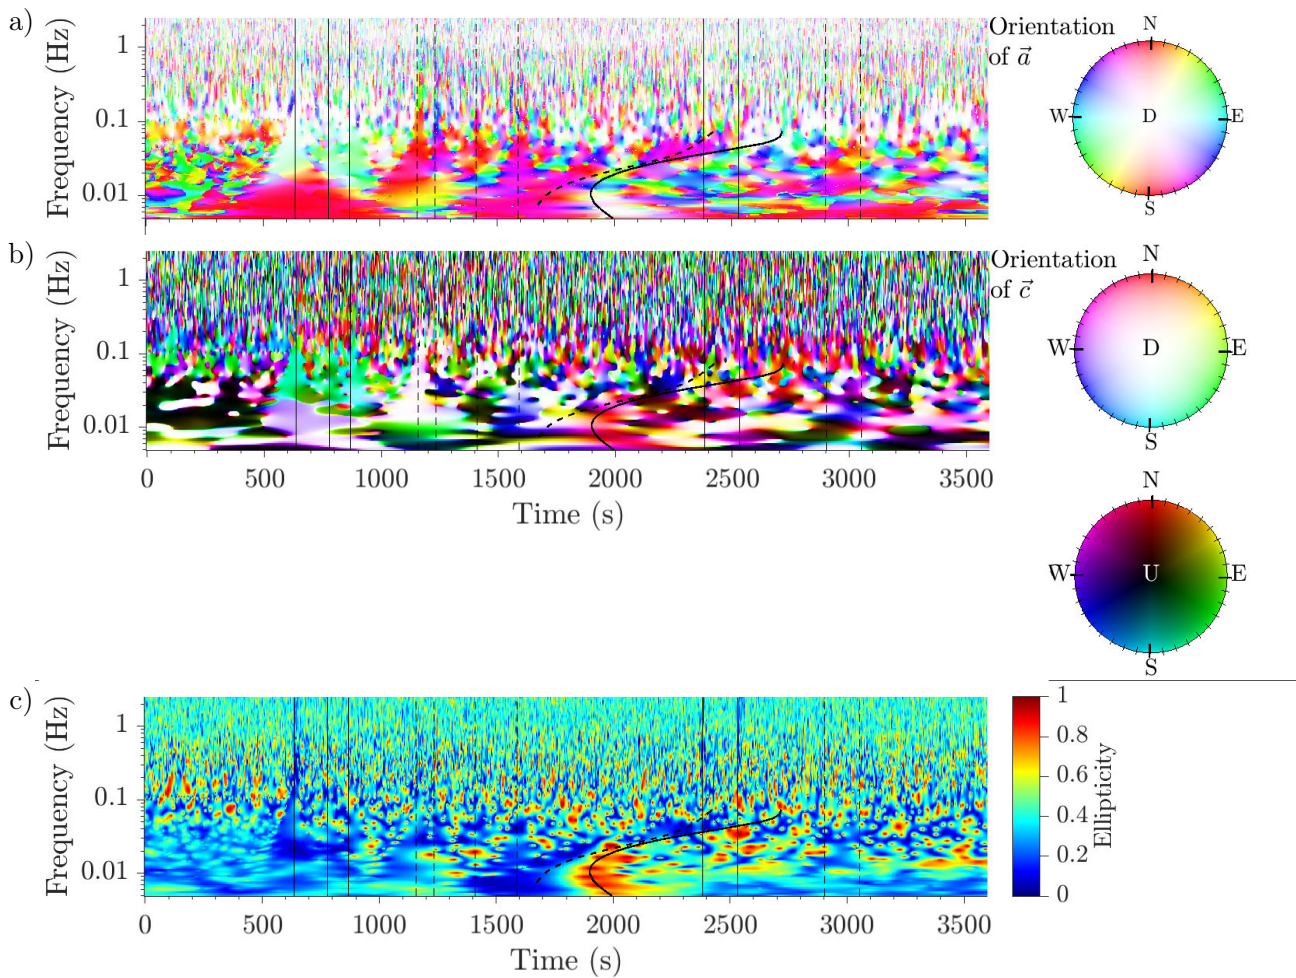 a)
Frequency (Hz)
1
0.1
0.01
Orientation
of a⃗
N
W D E
S
b)
Frequency (Hz)
1
0.1
0.01
0 500 1000 1500 2000 2500 3000 3500
Time (s)
Orientation
of c⃗
N
W D E
S
N
W U E
S
c)
Frequency (Hz)
1
0.1
0.01
0 500 1000 1500 2000 2500 3000 3500
Time (s)
1
0.8
0.6
0.4
0.2
0
Ellipticity